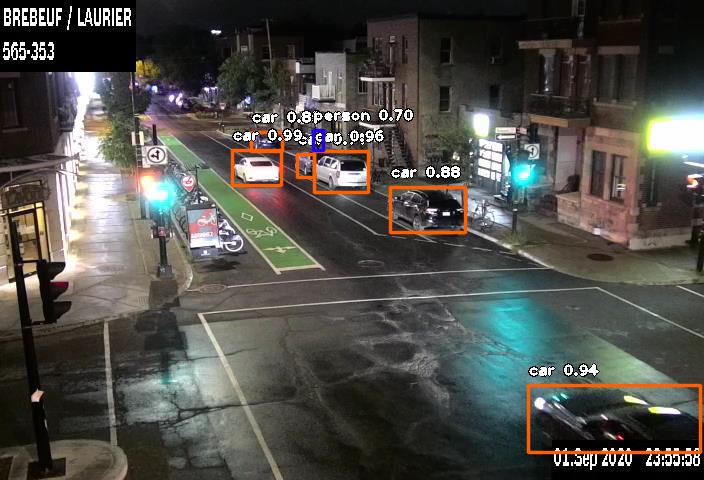 BREBEUF / LAURIER
565-353
car 0.8
person 0.70
car 0.99
car 0.96
car 0.88
car 0.94
01.Sep 2020 23:55:58